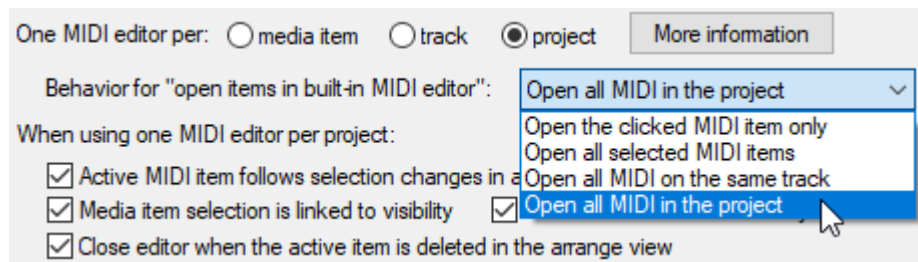 One MIDI editor per: media item track project More information
Behavior for "open items in built-in MIDI editor": Open all MIDI in the project
Open the clicked MIDI item only
When using one MIDI editor per project:
Open all selected MIDI items
Active MIDI item follows selection changes in a
Open all MIDI on the same track
Media item selection is linked to visibility
Open all MIDI in the project
Close editor when the active item is deleted in the arrange view